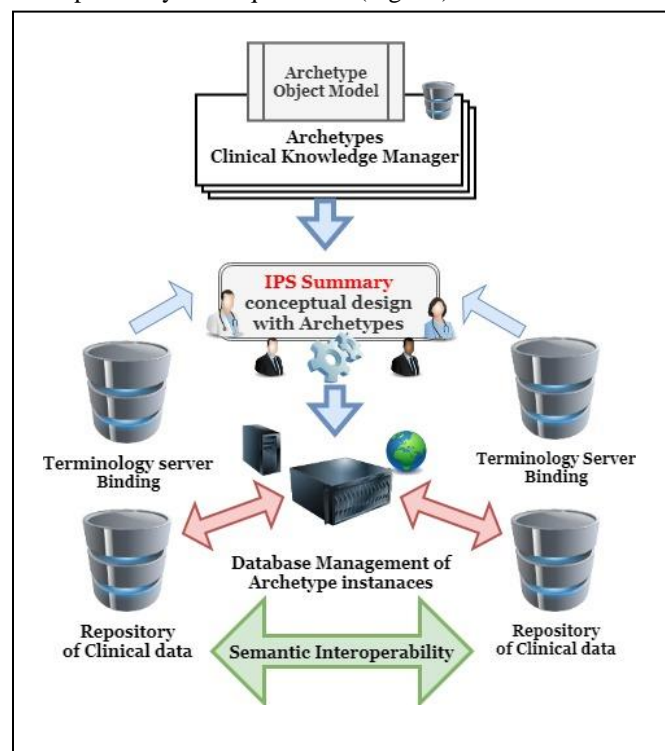 Archetype
Object Model
Archetypes
Clinical Knowledge Manager
IPS Summary
conceptual design
with Archetypes
Terminology server
Binding
Terminology Server
Binding
Database Management of
Archetype instanaces
Repository
of Clinical data
Repository
of Clinical data
Semantic Interoperability